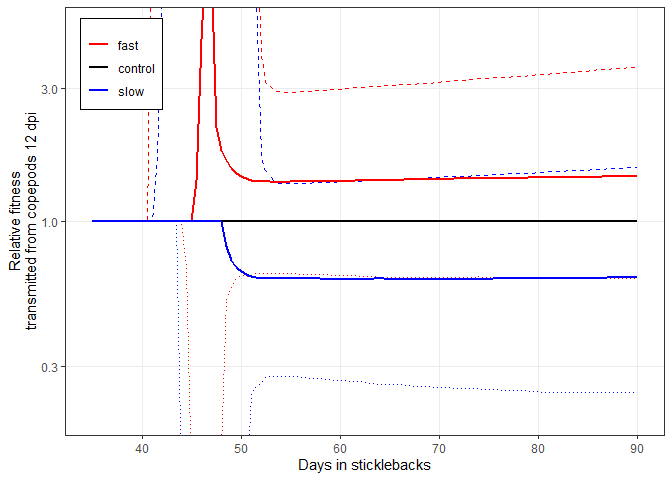 fast
control
slow
3.0
1.0
0.3
Relative fitness
transmitted from copepods 12 dpi
40
50
60
70
80
90
Days in sticklebacks